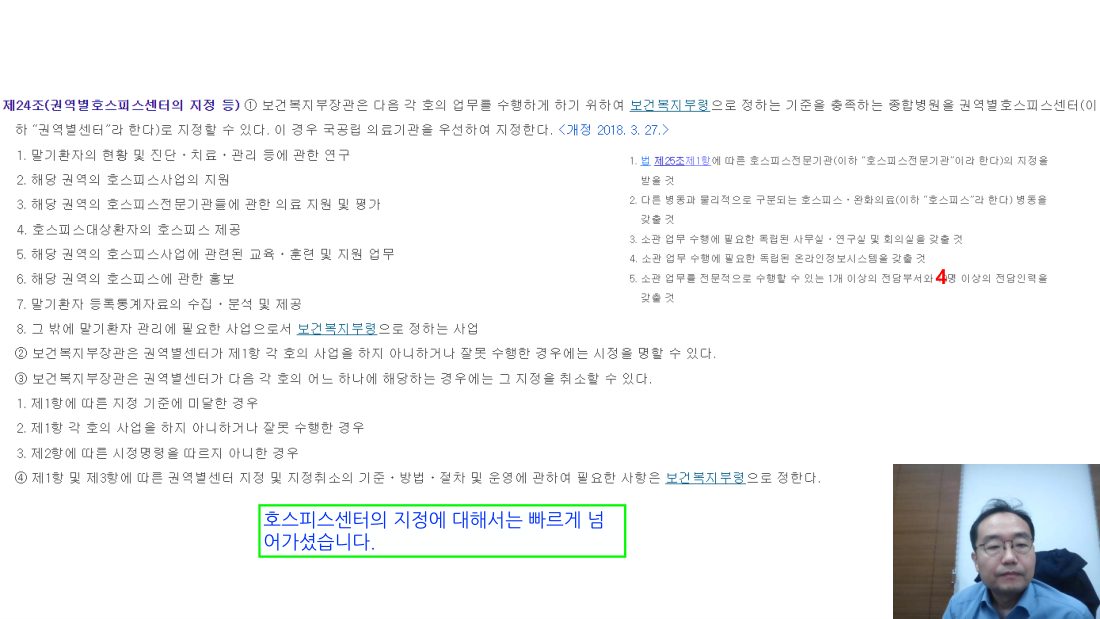 제24조(권역별호스피스센터의 지정 등) ① 보건복지부장관은 다음 각 호의 업무를 수행하게 하기 위하여 보건복지부령으로 정하는 기준을 충족하는 종합병원을 권역별호스피스센터(이
하 “권역별센터”라 한다)로 지정할 수 있다. 이 경우 국공립 의료기관을 우선하여 지정한다. <개정 2018. 3. 27.>
1. 말기환자의 현황 및 진단ㆍ치료ㆍ관리 등에 관한 연구
2. 해당 권역의 호스피스사업의 지원
3. 해당 권역의 호스피스전문기관들에 관한 의료 지원 및 평가
4. 호스피스대상환자의 호스피스 제공
5. 해당 권역의 호스피스사업에 관련된 교육ㆍ훈련 및 지원 업무
6. 해당 권역의 호스피스에 관한 홍보
7. 말기환자 등록통계자료의 수집ㆍ분석 및 제공
8. 그 밖에 말기환자 관리에 필요한 사업으로서 보건복지부령으로 정하는 사업
② 보건복지부장관은 권역별센터가 제1항 각 호의 사업을 하지 아니하거나 잘못 수행한 경우에는 시정을 명할 수 있다.
③ 보건복지부장관은 권역별센터가 다음 각 호의 어느 하나에 해당하는 경우에는 그 지정을 취소할 수 있다.
1. 제1항에 따른 지정 기준에 미달한 경우
2. 제1항 각 호의 사업을 하지 아니하거나 잘못 수행한 경우
3. 제2항에 따른 시정명령을 따르지 아니한 경우
④ 제1항 및 제3항에 따른 권역별센터 지정 및 지정취소의 기준ㆍ방법ㆍ절차 및 운영에 관하여 필요한 사항은 보건복지부령으로 정한다.
1. 법 제25조제1항에 따른 호스피스전문기관(이하 “호스피스전문기관”이라 한다)의 지정을
받을 것
2. 다른 병동과 물리적으로 구분되는 호스피스ㆍ완화의료(이하 “호스피스”라 한다) 병동을
갖출 것
3. 소관 업무 수행에 필요한 독립된 사무실ㆍ연구실 및 회의실을 갖출 것
4. 소관 업무 수행에 필요한 독립된 온라인정보시스템을 갖출 것
5. 소관 업무를 전문적으로 수행할 수 있는 1개 이상의 전담부서와 4명 이상의 전담인력을
갖출 것
호스피스센터의 지정에 대해서는 빠르게 넘
어가셨습니다.